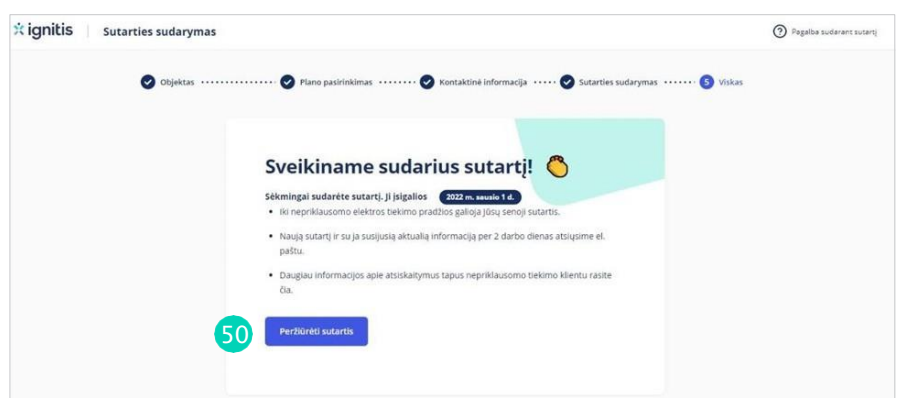 ignitis Sutarties sudarymas Pagalba sudarant sutartį
Objektas Plano pasirinkimas Kontaktinė informacija Sutarties sudarymas 5 Viskas
Sveikiname sudarius sutartį!
Sėkmingai sudarėte sutartį. Ji įsigalios 2022 m. sausio 1 d.
• Iki nepriklausomo elektros tiekimo pradžios galioja Jūsų senoji sutartis.
• Naują sutartį ir su ja susijusią aktualią informaciją per 2 darbo dienas atsiųsime el.
paštu.
• Daugiau informacijos apie atsiskaitymus tapus nepriklausomo tiekimo klientu rasite
čia.
50 Peržiūrėti sutartis